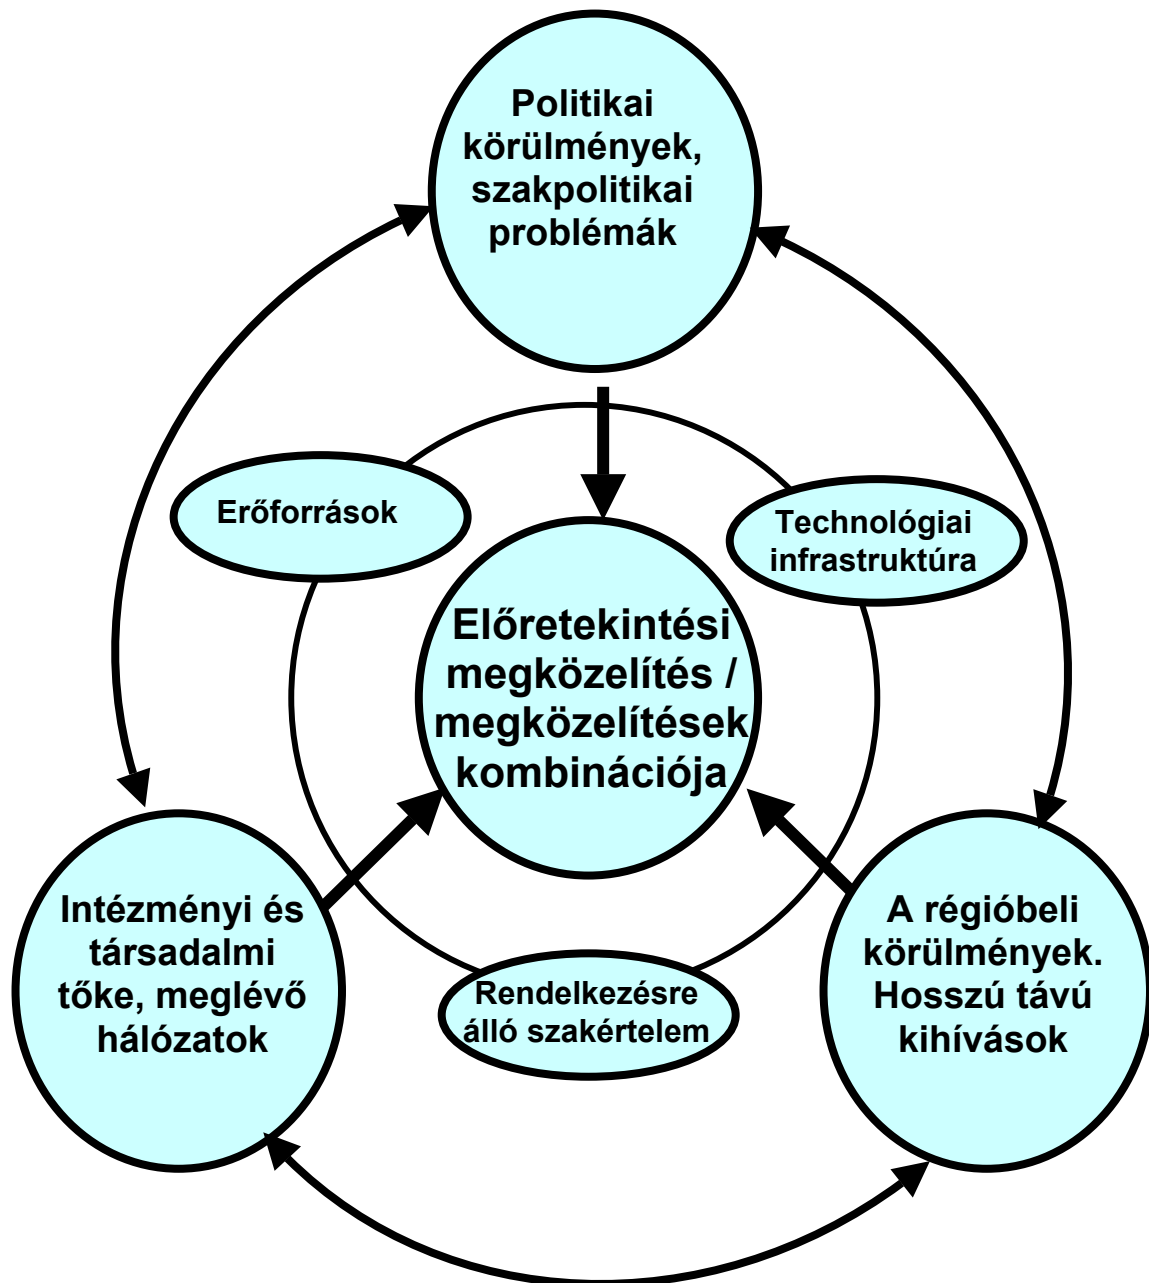 Politikai
körülmények,
szakpolitikai
problémák
Erőforrások
Technológiai
infrastruktúra
Előretekintési
megközelítés /
megközelítések
kombinációja
Intézményi és
társadalmi
tőke, meglévő
hálózatok
Rendelkezésre
álló szakértelem
A régióbeli
körülmények.
Hosszú távú
kihívások